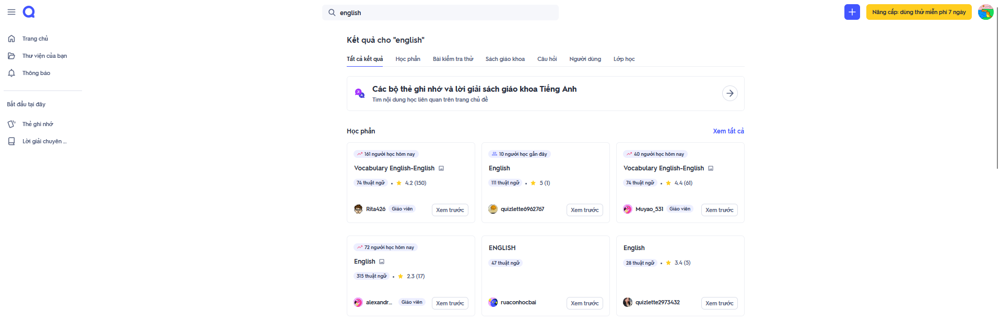 english
Nâng cấp: dùng thử miễn phí 7 ngày
Trang chủ
Thư viện của bạn
Thông báo
Bắt đầu tại đây
Thẻ ghi nhớ
Lời giải chuyên ...
Kết quả cho "english"
Tất cả kết quả
Học phần
Bài kiểm tra thử
Sách giáo khoa
Câu hỏi
Người dùng
Lớp học
Các bộ thẻ ghi nhớ và lời giải sách giáo khoa Tiếng Anh
Tìm nội dung học liên quan trên trang chủ đề
Học phần
Xem tất cả
161 người học hôm nay
Vocabulary English-English
74 thuật ngữ • 4.2 (150)
Rita426 Giáo viên
Xem trước
10 người học gần đây
English
111 thuật ngữ • 5 (1)
quizlette6962767
Xem trước
40 người học hôm nay
Vocabulary English-English
74 thuật ngữ • 4.4 (61)
Muyao_531 Giáo viên
Xem trước
72 người học hôm nay
English
315 thuật ngữ • 2.3 (17)
alexandr... Giáo viên
Xem trước
ENGLISH
47 thuật ngữ
ruaconhocbai
Xem trước
English
28 thuật ngữ • 3.4 (5)
quizlette2973432
Xem trước